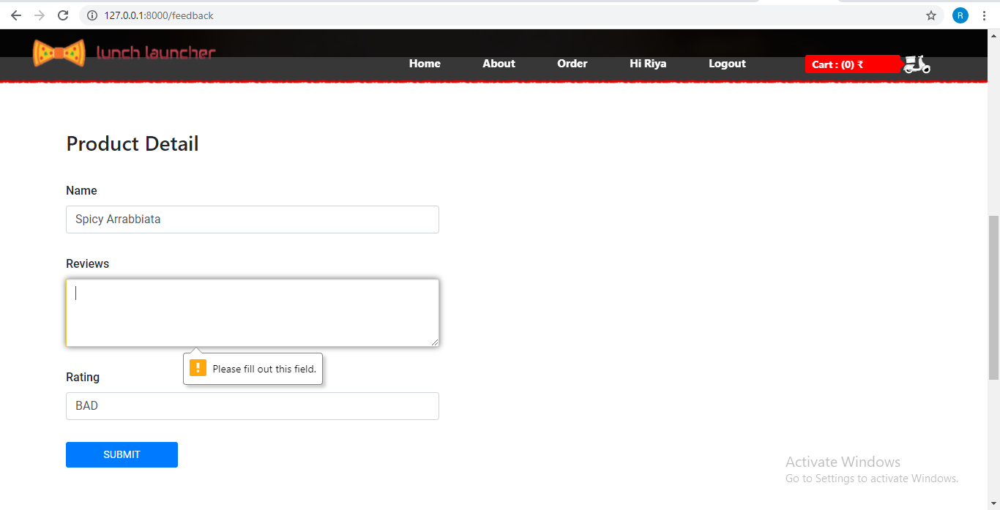 127.0.0.1:8000/feedback
R
lunch launcher
Home About Order Hi Riya Logout Cart : (0) ₹
Product Detail
Name
Spicy Arrabbiata
Reviews
! Please fill out this field.
Rating
BAD
SUBMIT
Activate Windows
Go to Settings to activate Windows.